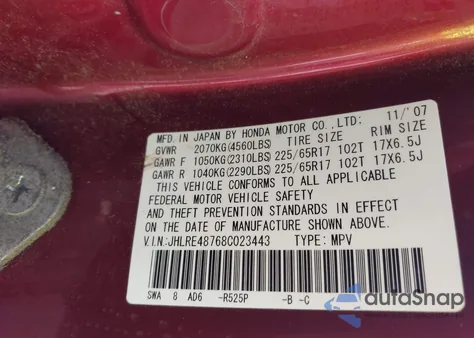 MFD. IN JAPAN BY HONDA MOTOR CO., LTD: 11/'07
GVWR 2070KG(4560LBS) TIRE SIZE RIM SIZE
GAWR F 1050KG(2310LBS) 225/65R17 102T 17X6.5J
GAWR R 1040KG(2290LBS) 225/65R17 102T 17X6.5J
THIS VEHICLE CONFORMS TO ALL APPLICABLE
FEDERAL MOTOR VEHICLE SAFETY
AND THEFT PREVENTION STANDARDS IN EFFECT
ON THE DATE OF MANUFACTURE SHOWN ABOVE.
V.I.N.:JHLRE48768C023443 TYPE: MPV
SWA 8 AD6 -R525P -B -C
autoSnap